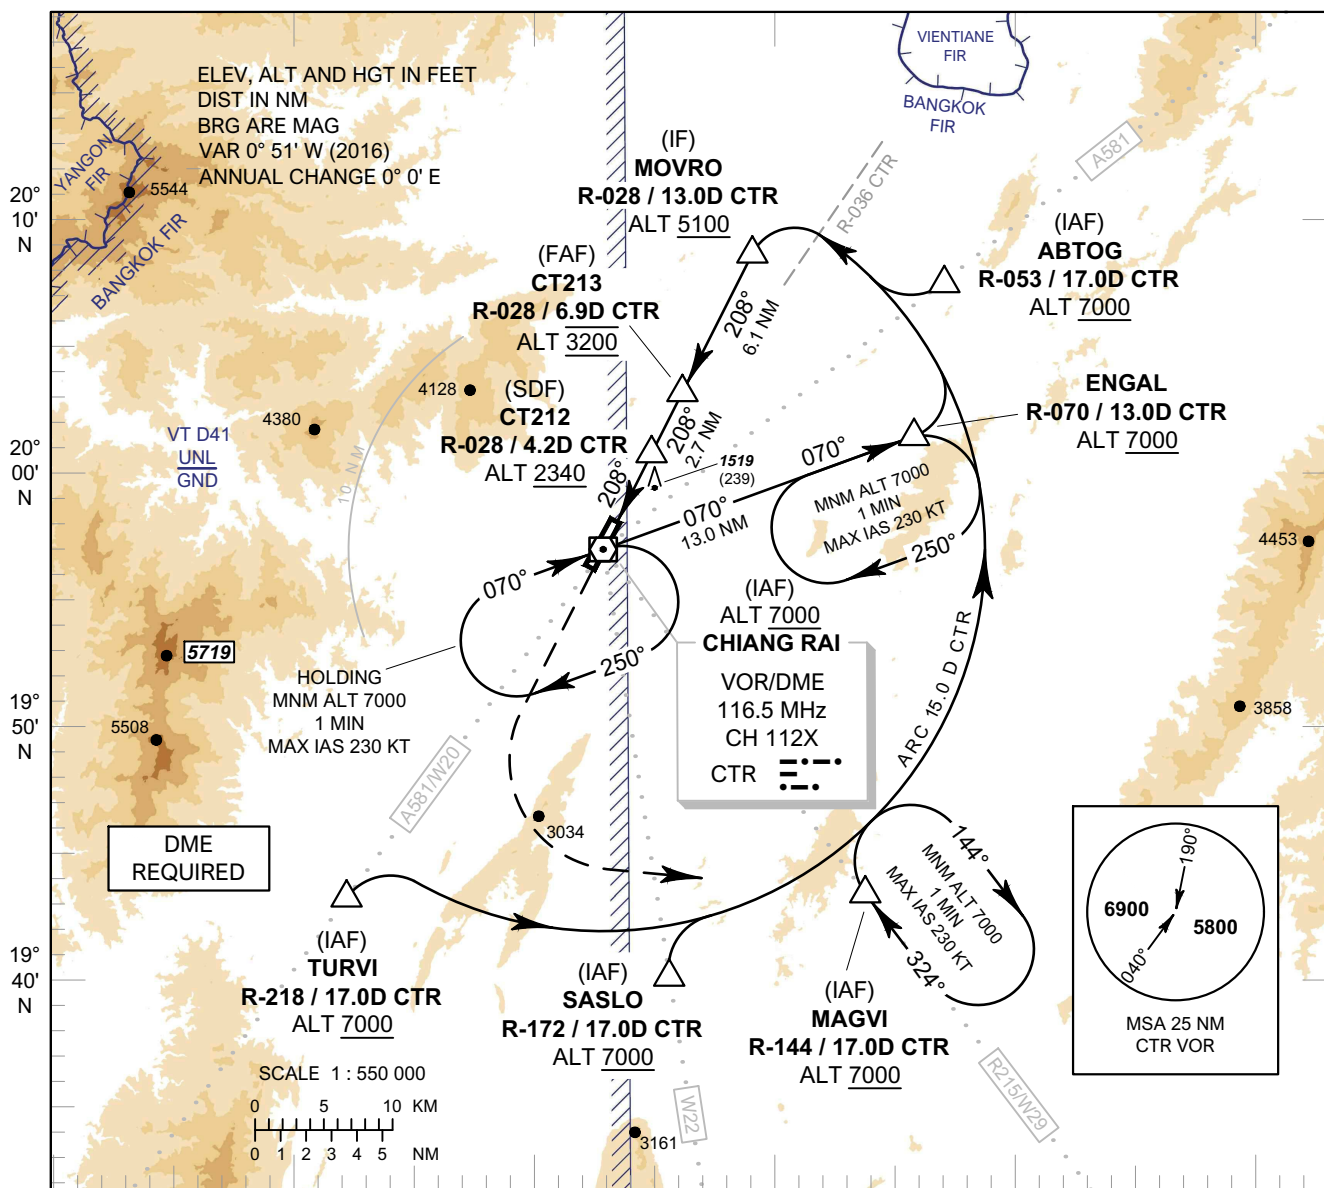 ELEV, ALT AND HGT IN FEET
DIST IN NM
BRG ARE MAG
VAR 0° 51' W (2016)
ANNUAL CHANGE 0° 0' E
VIENTIANE
FIR
BANGKOK
FIR
YANGON
FIR
BANGKOK FIR
5544
20°
10'
N
(IF)
MOVRO
R-028 / 13.0D CTR
ALT 5100
R-036 CTR
A581
(IAF)
ABTOG
R-053 / 17.0D CTR
ALT 7000
(FAF)
CT213
R-028 / 6.9D CTR
ALT 3200
208°
6.1 NM
4128
4380
(SDF)
CT212
R-028 / 4.2D CTR
ALT 2340
208°
2.7 NM
208°
1519
(239)
ENGAL
R-070 / 13.0D CTR
ALT 7000
VT D41
UNL
GND
10 NM
20°
00'
N
070°
070°
13.0 NM
MNM ALT 7000
1 MIN
MAX IAS 230 KT
250°
4453
070°
250°
HOLDING
MNM ALT 7000
1 MIN
MAX IAS 230 KT
(IAF)
ALT 7000
CHIANG RAI
VOR/DME
116.5 MHz
CH 112X
CTR
ARC 15.0 D CTR
5719
5508
19°
50'
N
3858
A581/W20
3034
DME
REQUIRED
144°
MNM ALT 7000
1 MIN
MAX IAS 230 KT
324°
190°
6900
5800
040°
MSA 25 NM
CTR VOR
19°
40'
N
(IAF)
TURVI
R-218 / 17.0D CTR
ALT 7000
(IAF)
SASLO
R-172 / 17.0D CTR
ALT 7000
(IAF)
MAGVI
R-144 / 17.0D CTR
ALT 7000
SCALE 1 : 550 000
0 5 10 KM
0 1 2 3 4 5 NM
W22
R215/W29
3161